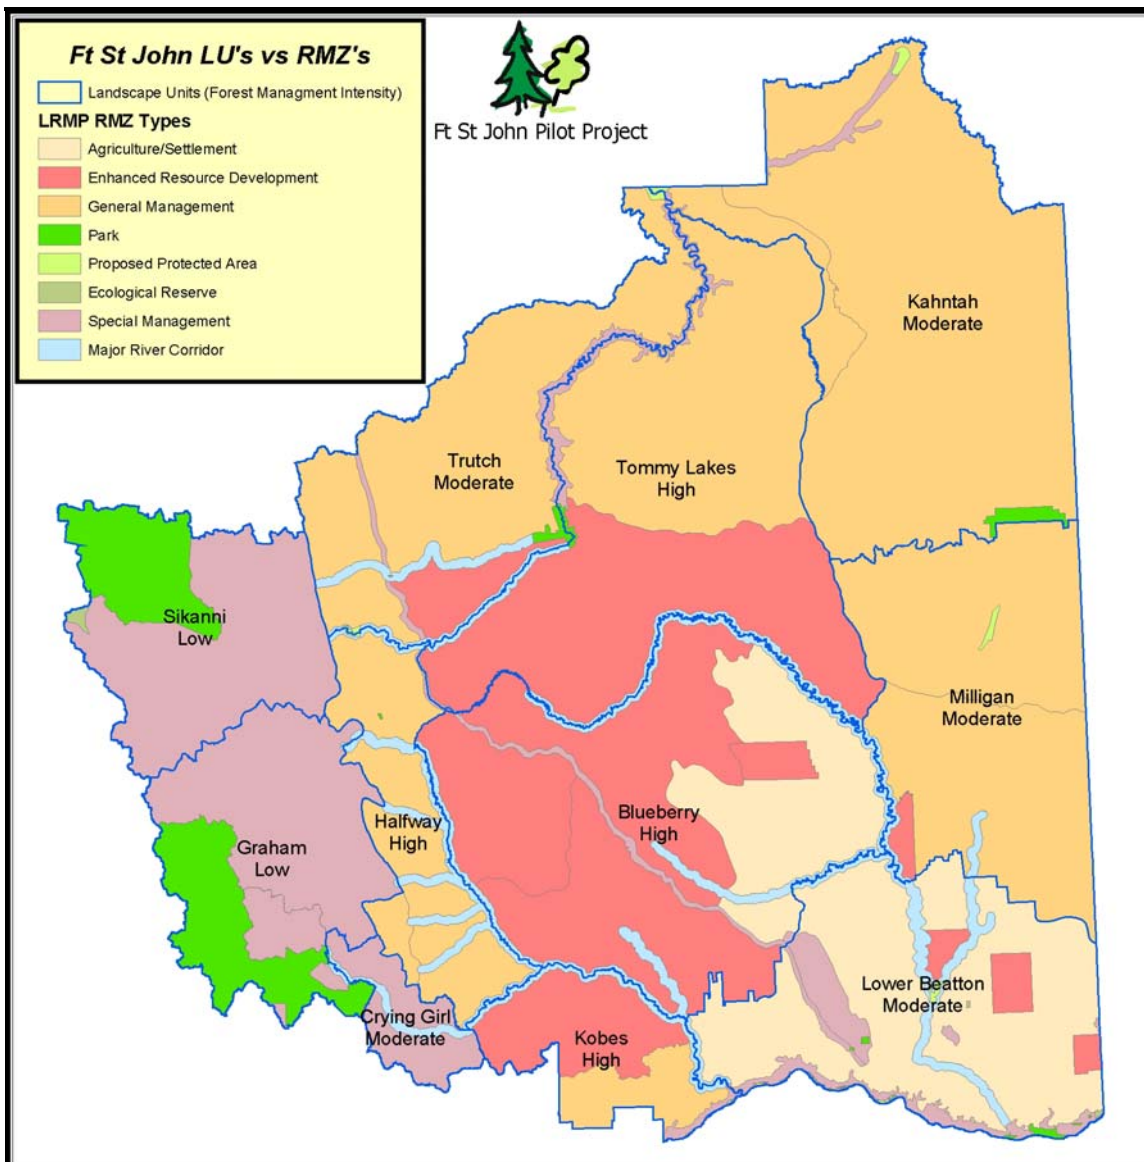 Ft St John LU's vs RMZ's
Landscape Units (Forest Managment Intensity)
LRMP RMZ Types
Agriculture/Settlement
Enhanced Resource Development
General Management
Park
Proposed Protected Area
Ecological Reserve
Special Management
Major River Corridor
Ft St John Pilot Project
Kahntah
Moderate
Trutch
Moderate
Tommy Lakes
High
Sikanni
Low
Milligan
Moderate
Blueberry
High
Halfway
High
Graham
Low
Lower Beatton
Moderate
Crying Girl
Moderate
Kobes
High